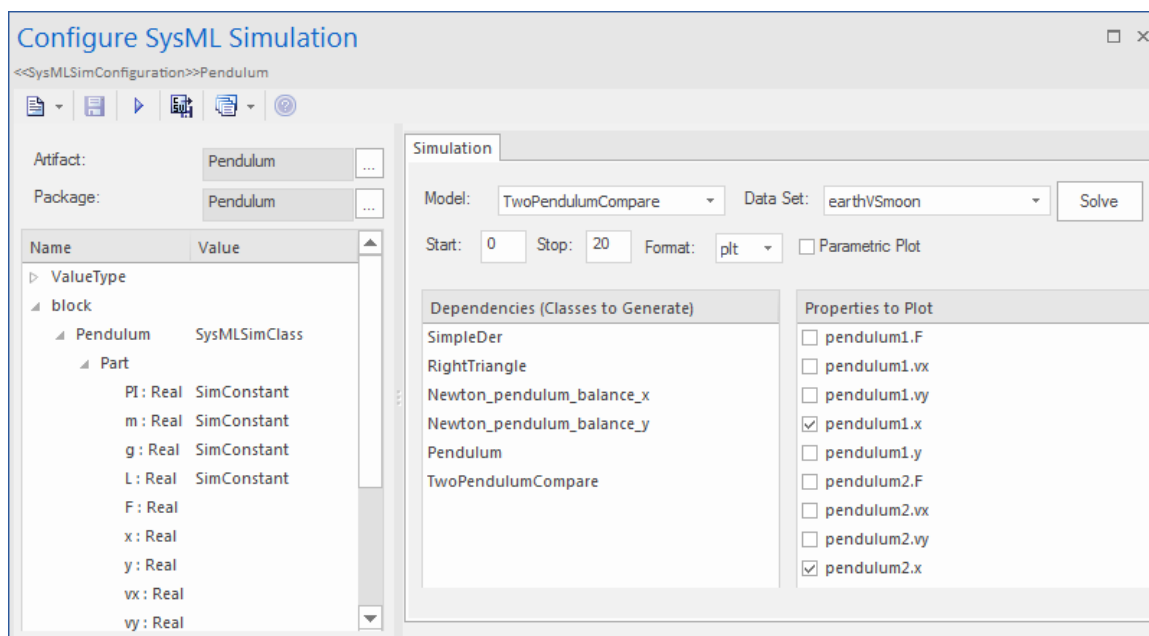 Configure SysML Simulation
<<SysMLSimConfiguration>>Pendulum
Artifact: Pendulum ...
Package: Pendulum ...
Name Value
ValueType
block
Pendulum SysMLSimClass
Part
PI : Real SimConstant
m : Real SimConstant
g : Real SimConstant
L : Real SimConstant
F : Real
x : Real
y : Real
vx : Real
vy : Real
Simulation
Model: TwoPendulumCompare Data Set: earthVSmoon Solve
Start: 0 Stop: 20 Format: plt Parametric Plot
Dependencies (Classes to Generate)
SimpleDer
RightTriangle
Newton_pendulum_balance_x
Newton_pendulum_balance_y
Pendulum
TwoPendulumCompare
Properties to Plot
pendulum1.F
pendulum1.vx
pendulum1.vy
pendulum1.x
pendulum1.y
pendulum2.F
pendulum2.vx
pendulum2.vy
pendulum2.x